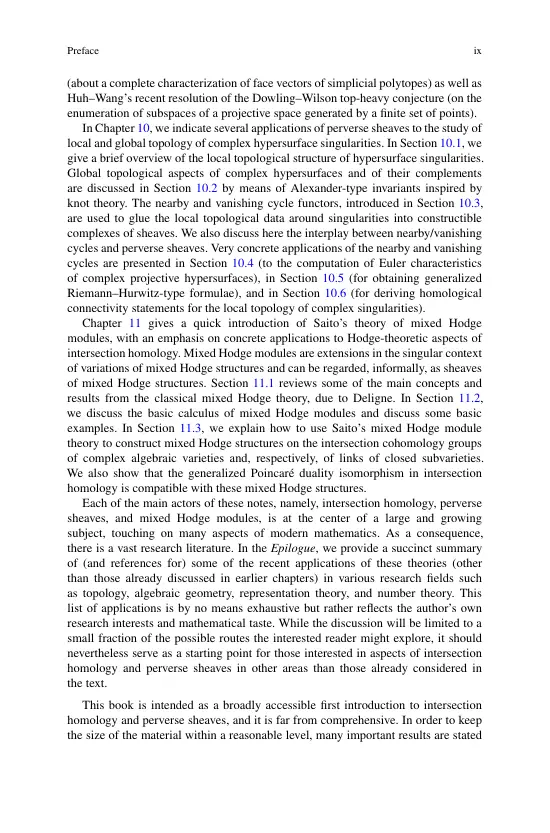 Preface ix
(about a complete characterization of face vectors of simplicial polytopes) as well as
Huh–Wang's recent resolution of the Dowling–Wilson top-heavy conjecture (on the
enumeration of subspaces of a projective space generated by a finite set of points).
In Chapter 10, we indicate several applications of perverse sheaves to the study of
local and global topology of complex hypersurface singularities. In Section 10.1, we
give a brief overview of the local topological structure of hypersurface singularities.
Global topological aspects of complex hypersurfaces and of their complements
are discussed in Section 10.2 by means of Alexander-type invariants inspired by
knot theory. The nearby and vanishing cycle functors, introduced in Section 10.3,
are used to glue the local topological data around singularities into constructible
complexes of sheaves. We also discuss here the interplay between nearby/vanishing
cycles and perverse sheaves. Very concrete applications of the nearby and vanishing
cycles are presented in Section 10.4 (to the computation of Euler characteristics
of complex projective hypersurfaces), in Section 10.5 (for obtaining generalized
Riemann–Hurwitz-type formulae), and in Section 10.6 (for deriving homological
connectivity statements for the local topology of complex singularities).
Chapter 11 gives a quick introduction of Saito's theory of mixed Hodge
modules, with an emphasis on concrete applications to Hodge-theoretic aspects of
intersection homology. Mixed Hodge modules are extensions in the singular context
of variations of mixed Hodge structures and can be regarded, informally, as sheaves
of mixed Hodge structures. Section 11.1 reviews some of the main concepts and
results from the classical mixed Hodge theory, due to Deligne. In Section 11.2,
we discuss the basic calculus of mixed Hodge modules and discuss some basic
examples. In Section 11.3, we explain how to use Saito's mixed Hodge module
theory to construct mixed Hodge structures on the intersection cohomology groups
of complex algebraic varieties and, respectively, of links of closed subvarieties.
We also show that the generalized Poincaré duality isomorphism in intersection
homology is compatible with these mixed Hodge structures.
Each of the main actors of these notes, namely, intersection homology, perverse
sheaves, and mixed Hodge modules, is at the center of a large and growing
subject, touching on many aspects of modern mathematics. As a consequence,
there is a vast research literature. In the Epilogue, we provide a succinct summary
of (and references for) some of the recent applications of these theories (other
than those already discussed in earlier chapters) in various research fields such
as topology, algebraic geometry, representation theory, and number theory. This
list of applications is by no means exhaustive but rather reflects the author's own
research interests and mathematical taste. While the discussion will be limited to a
small fraction of the possible routes the interested reader might explore, it should
nevertheless serve as a starting point for those interested in aspects of intersection
homology and perverse sheaves in other areas than those already considered in
the text.
This book is intended as a broadly accessible first introduction to intersection
homology and perverse sheaves, and it is far from comprehensive. In order to keep
the size of the material within a reasonable level, many important results are stated